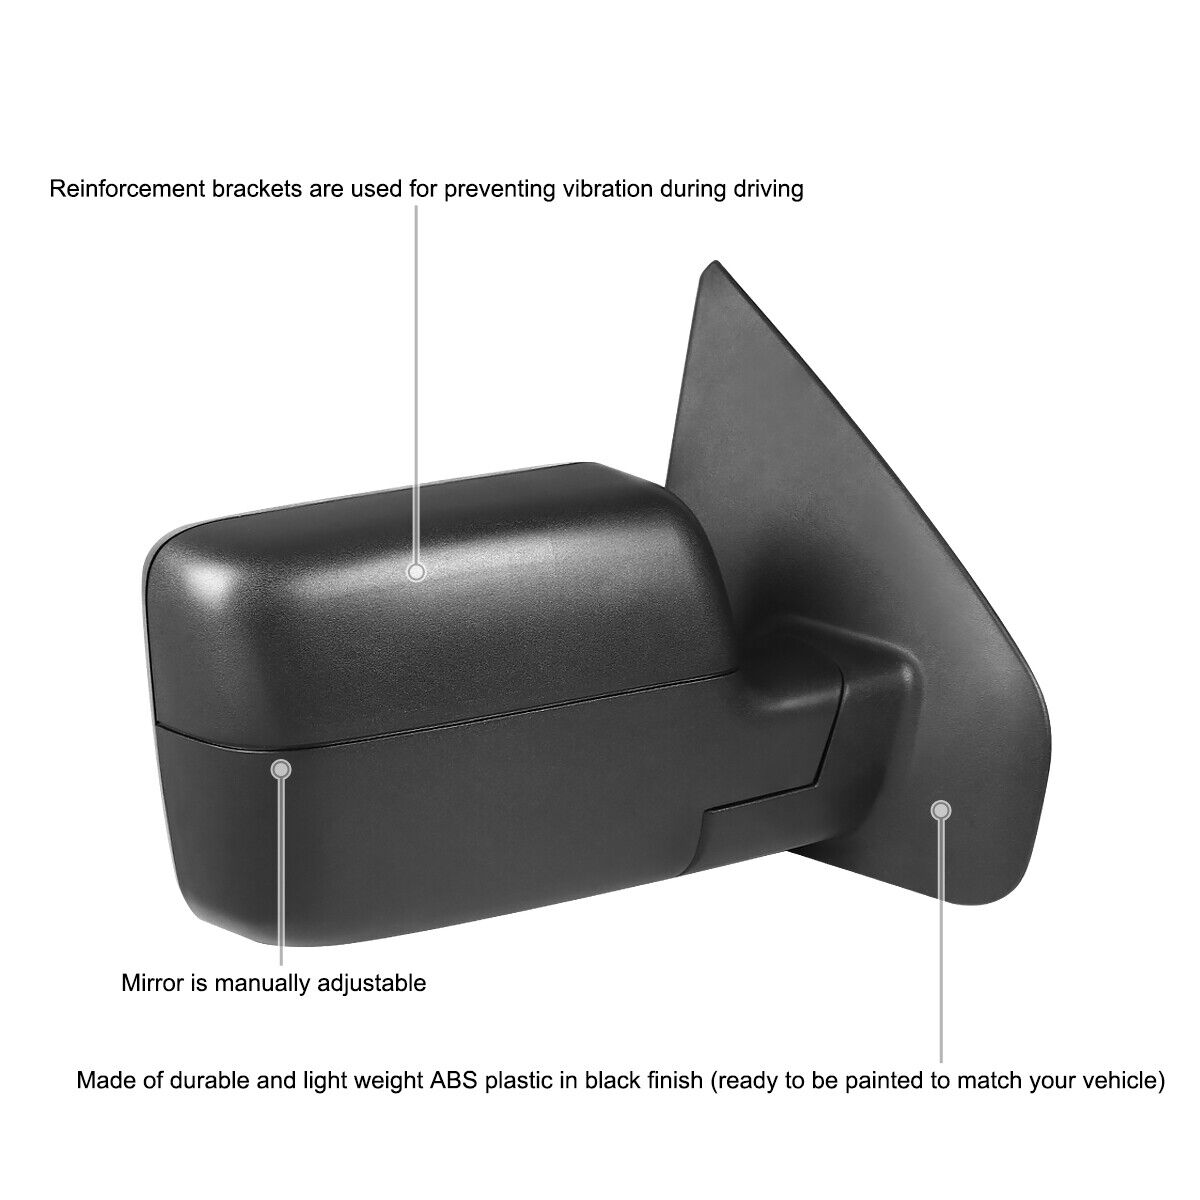 Reinforcement brackets are used for preventing vibration during driving
Mirror is manually adjustable
Made of durable and light weight ABS plastic in black finish (ready to be painted to match your vehicle)